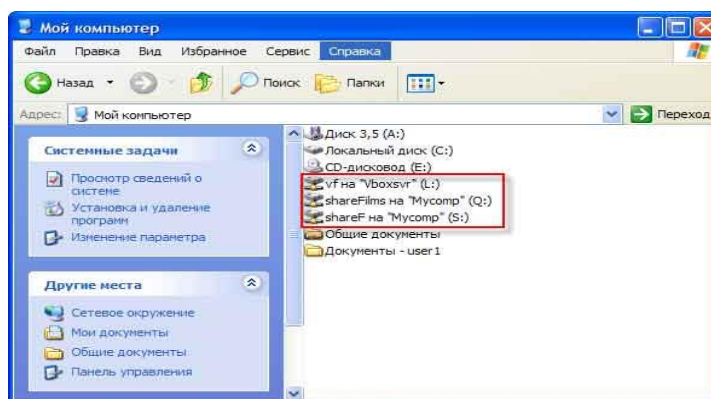 Мой компьютер
Файл Правка Вид Избранное Сервис Справка
Назад Поиск Папки
Адрес: Мой компьютер Переход
Системные задачи
Просмотр сведений о
системе
Установка и удаление
программ
Изменение параметра
Другие места
Сетевое окружение
Мои документы
Общие документы
Панель управления
Диск 3,5 (A:)
Локальный диск (C:)
CD-дисковод (E:)
vf на "Vboxsvr" (L:)
shareFilms на "Mycomp" (Q:)
shareF на "Mycomp" (S:)
Общие документы
Документы - user1